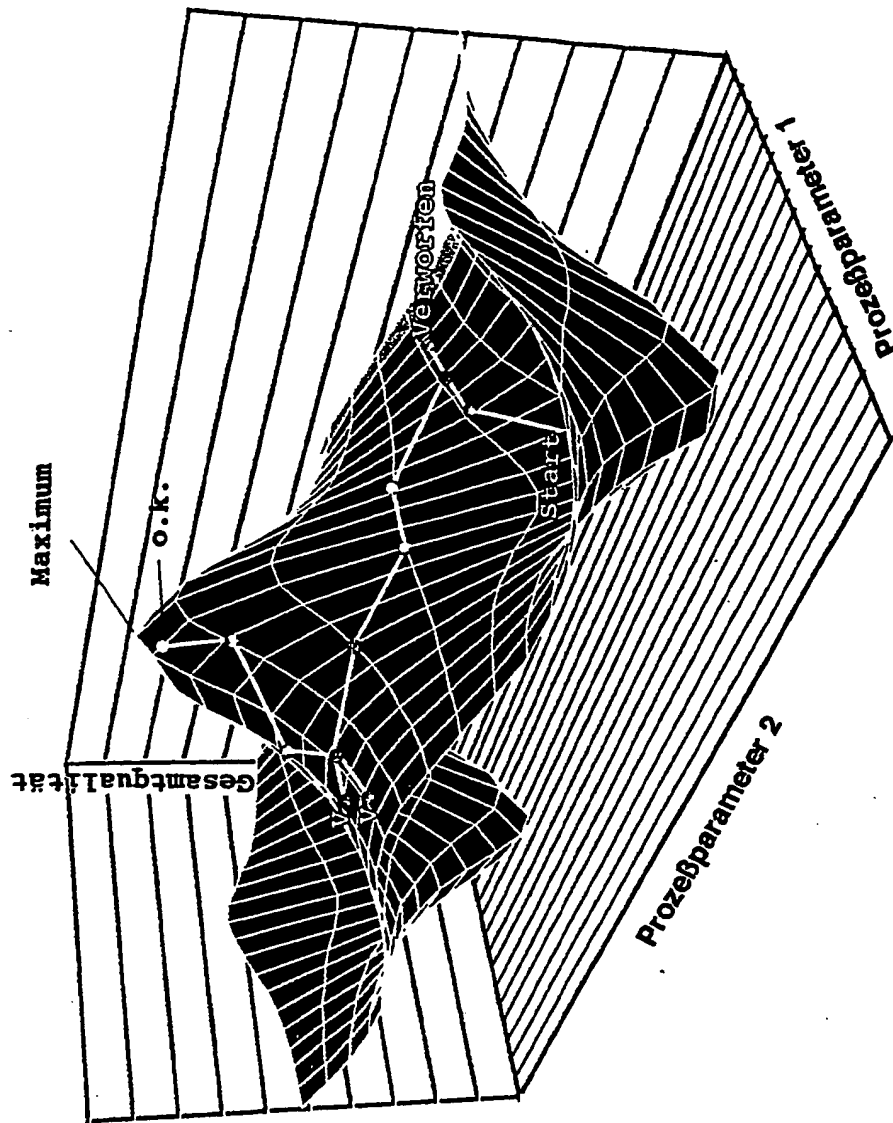 Maximum
o.k.
Verworfen
Start
Gesamtqualität
Prozeßparameter 1
Prozeßparameter 2